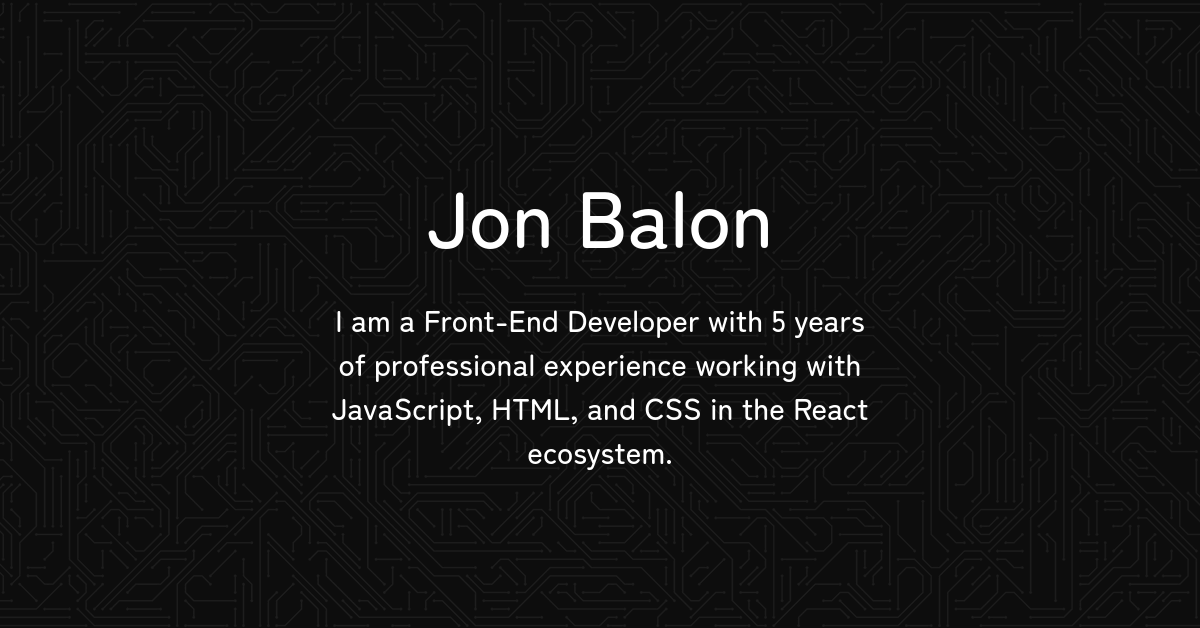 Jon Balon
I am a Front-End Developer with 5 years
of professional experience working with
JavaScript, HTML, and CSS in the React
ecosystem.